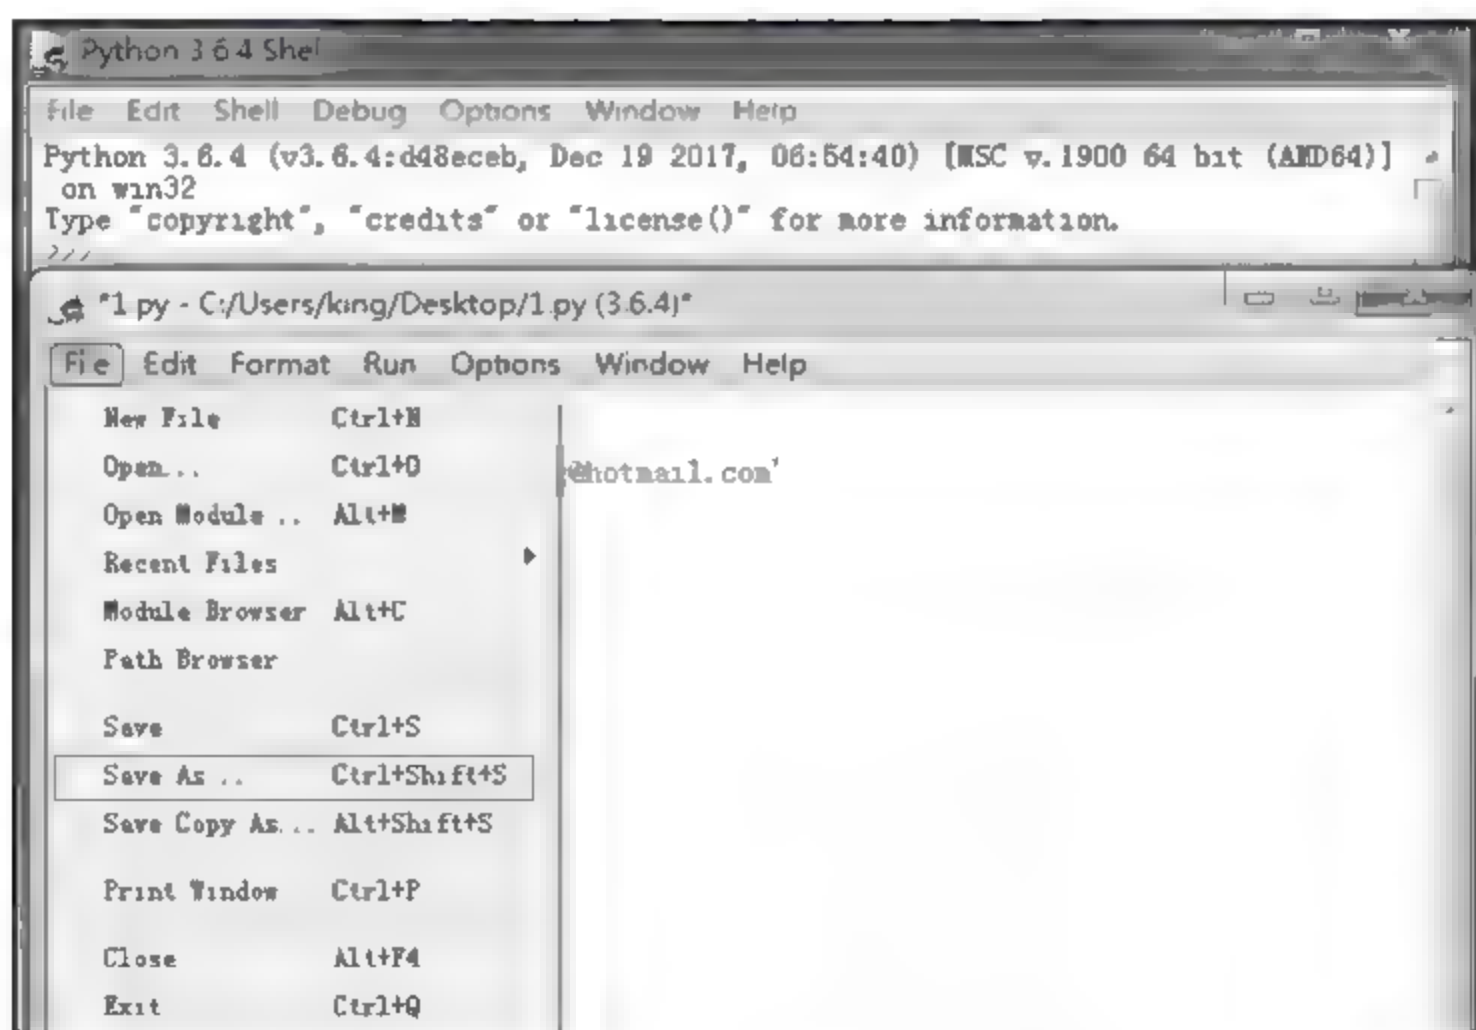 Python 3.6.4 Shel
File Edit Shell Debug Options Window Help
Python 3.6.4 (v3.6.4:d48eceb, Dec 19 2017, 06:54:40) [MSC v.1900 64 bit (AMD64)]
on win32
Type "copyright", "credits" or "license()" for more information.
>>>
*1.py - C:/Users/king/Desktop/1.py (3.6.4)*
File Edit Format Run Options Window Help
New File Ctrl+N
Open... Ctrl+O
@hotmail.com'
Open Module... Alt+M
Recent Files
Module Browser Alt+C
Path Browser
Save Ctrl+S
Save As... Ctrl+Shift+S
Save Copy As... Alt+Shift+S
Print Window Ctrl+P
Close Alt+F4
Exit Ctrl+Q